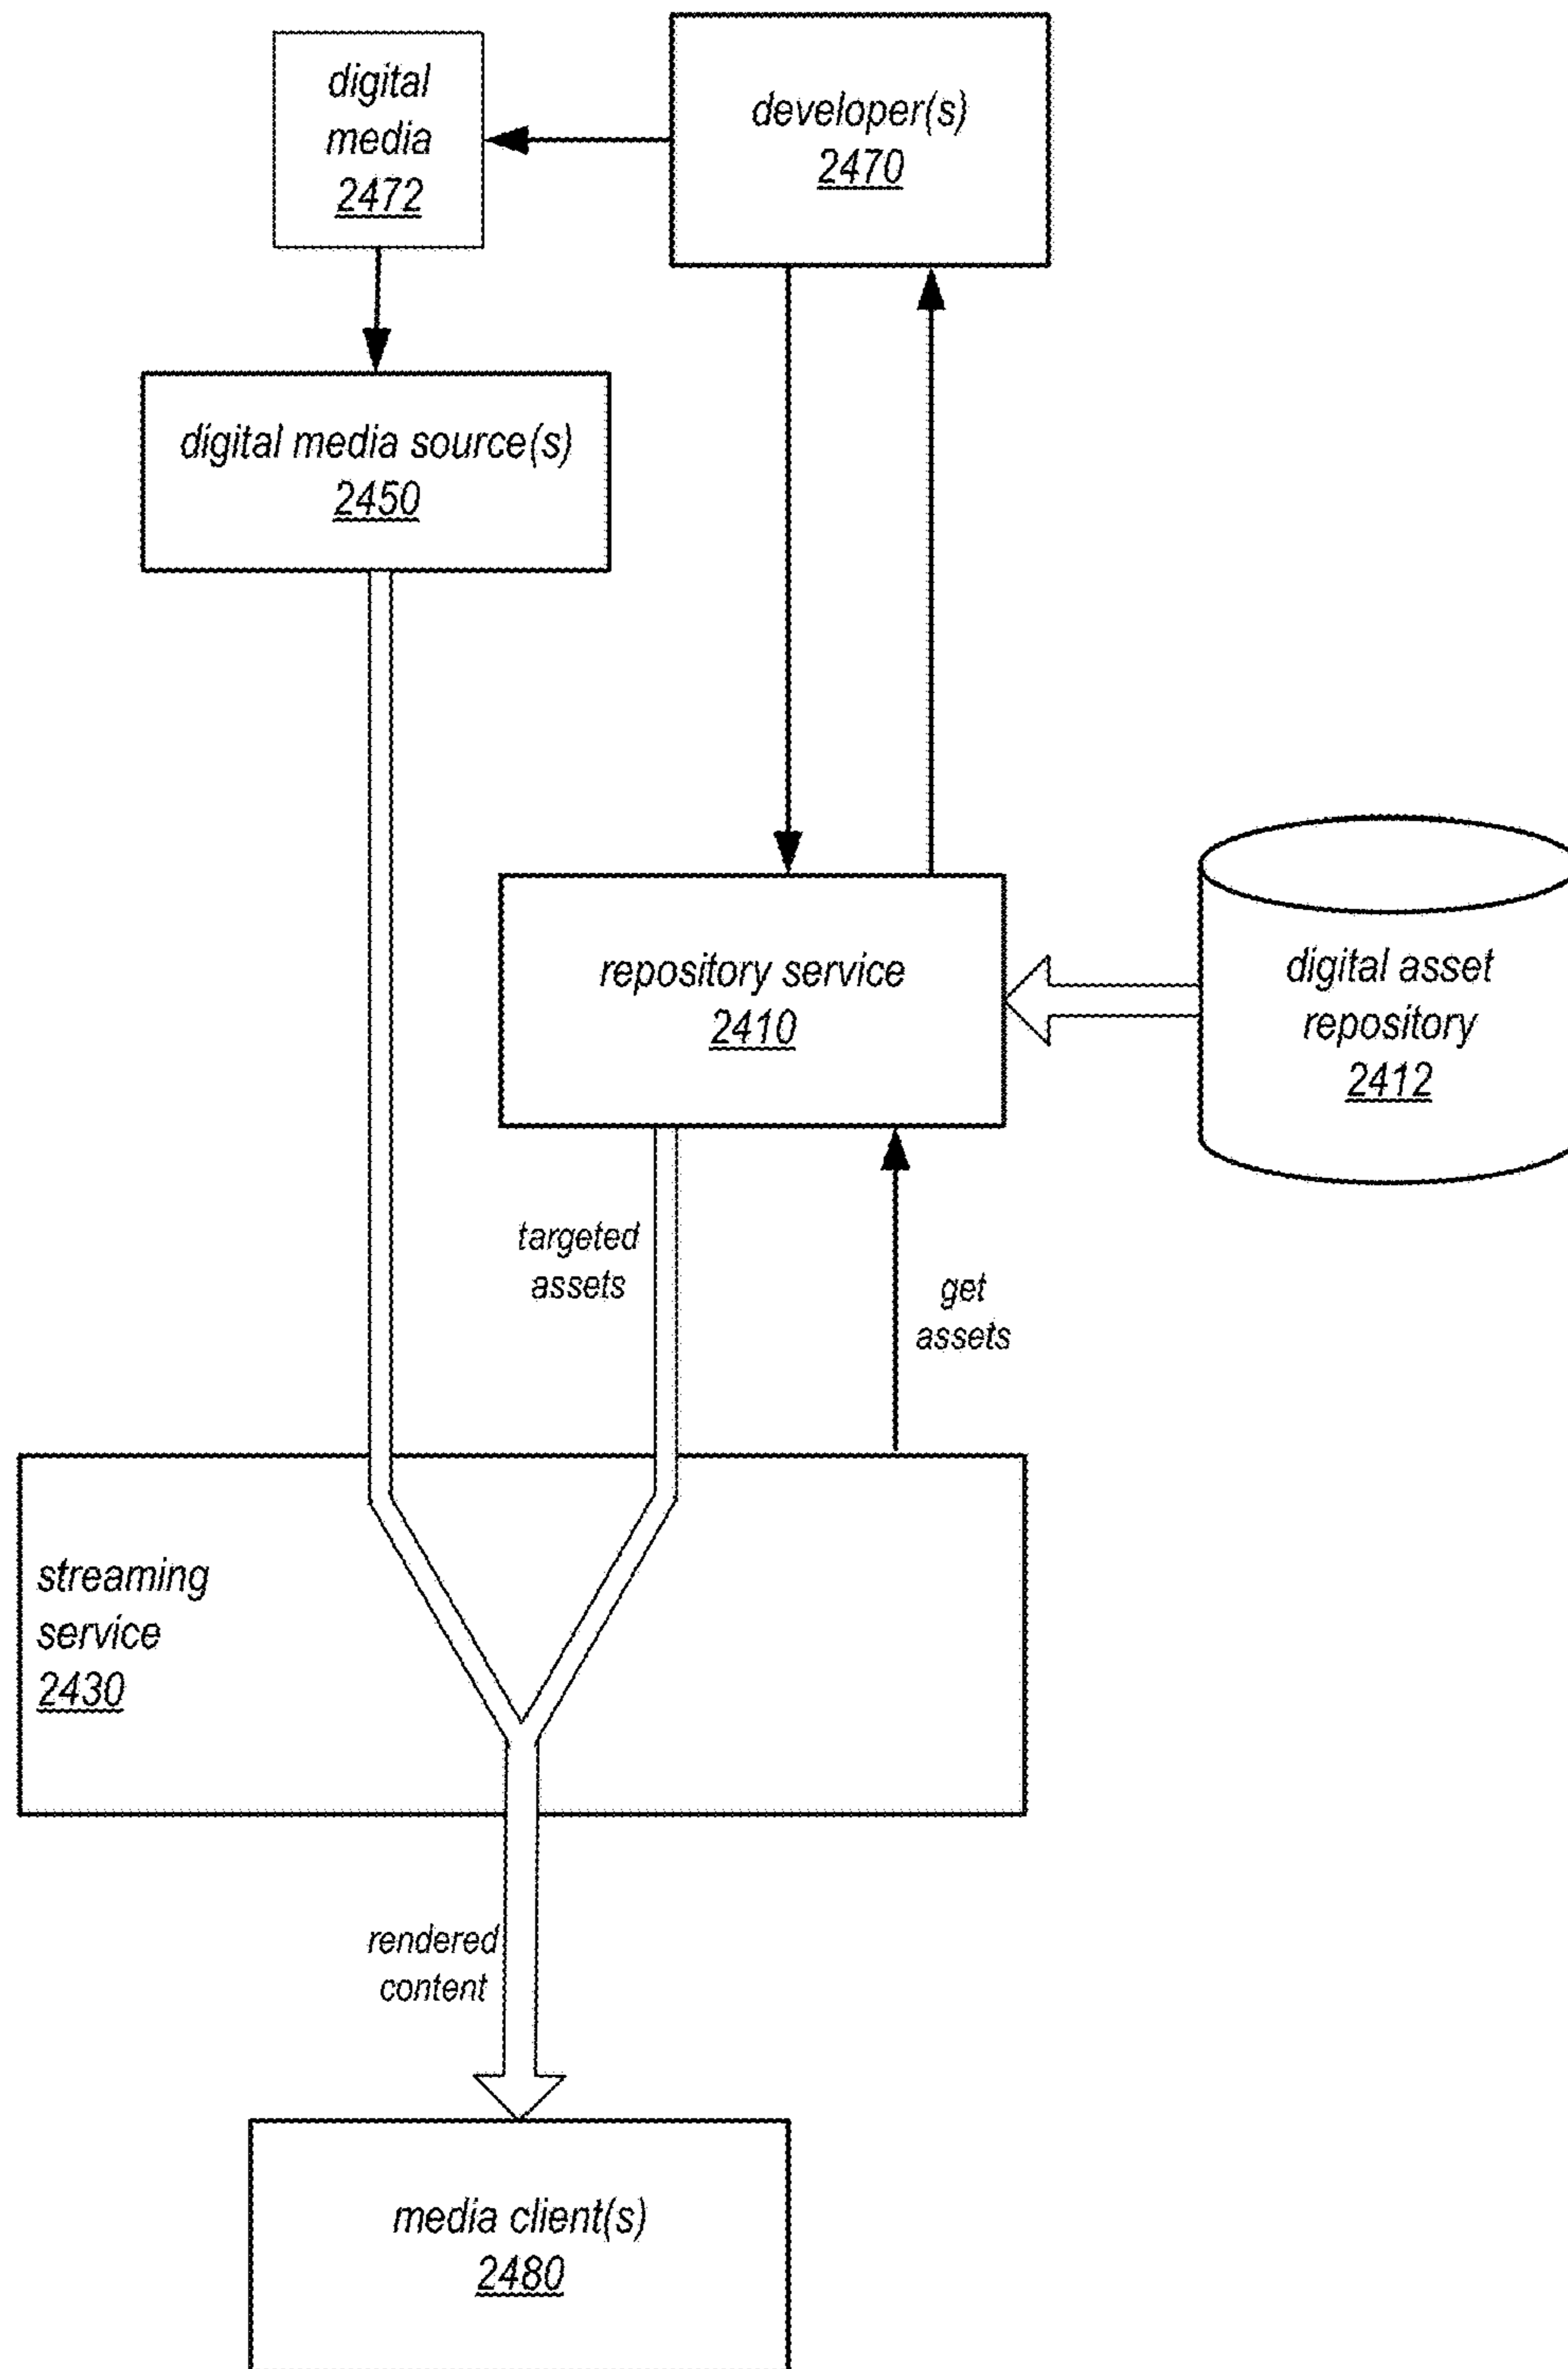 digital
media
2472
developer(s)
2470
digital media source(s)
2450
repository service
2410
digital asset
repository
2412
targeted
assets
get
assets
streaming
service
2430
rendered
content
media client(s)
2480